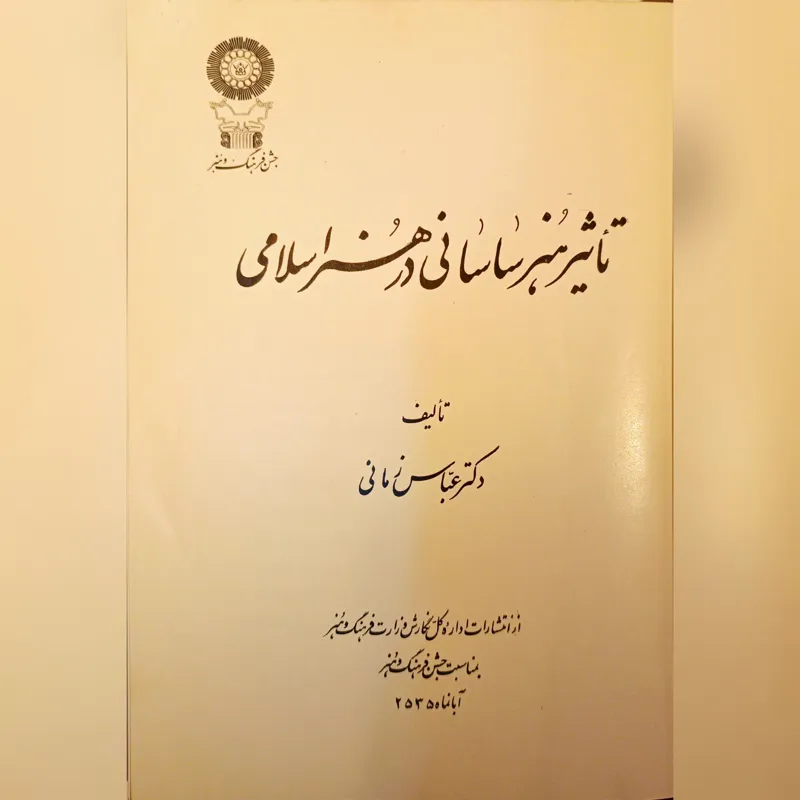 جشن فرهنگ و هنر
تأثیر هنر ساسانی در هنر اسلامی
تألیف
دکتر عباس زمانی
از انتشارات اداره کل نگارش وزارت فرهنگ و هنر
بمناسبت جشن فرهنگ و هنر
آبانماه ۲۵۳۵